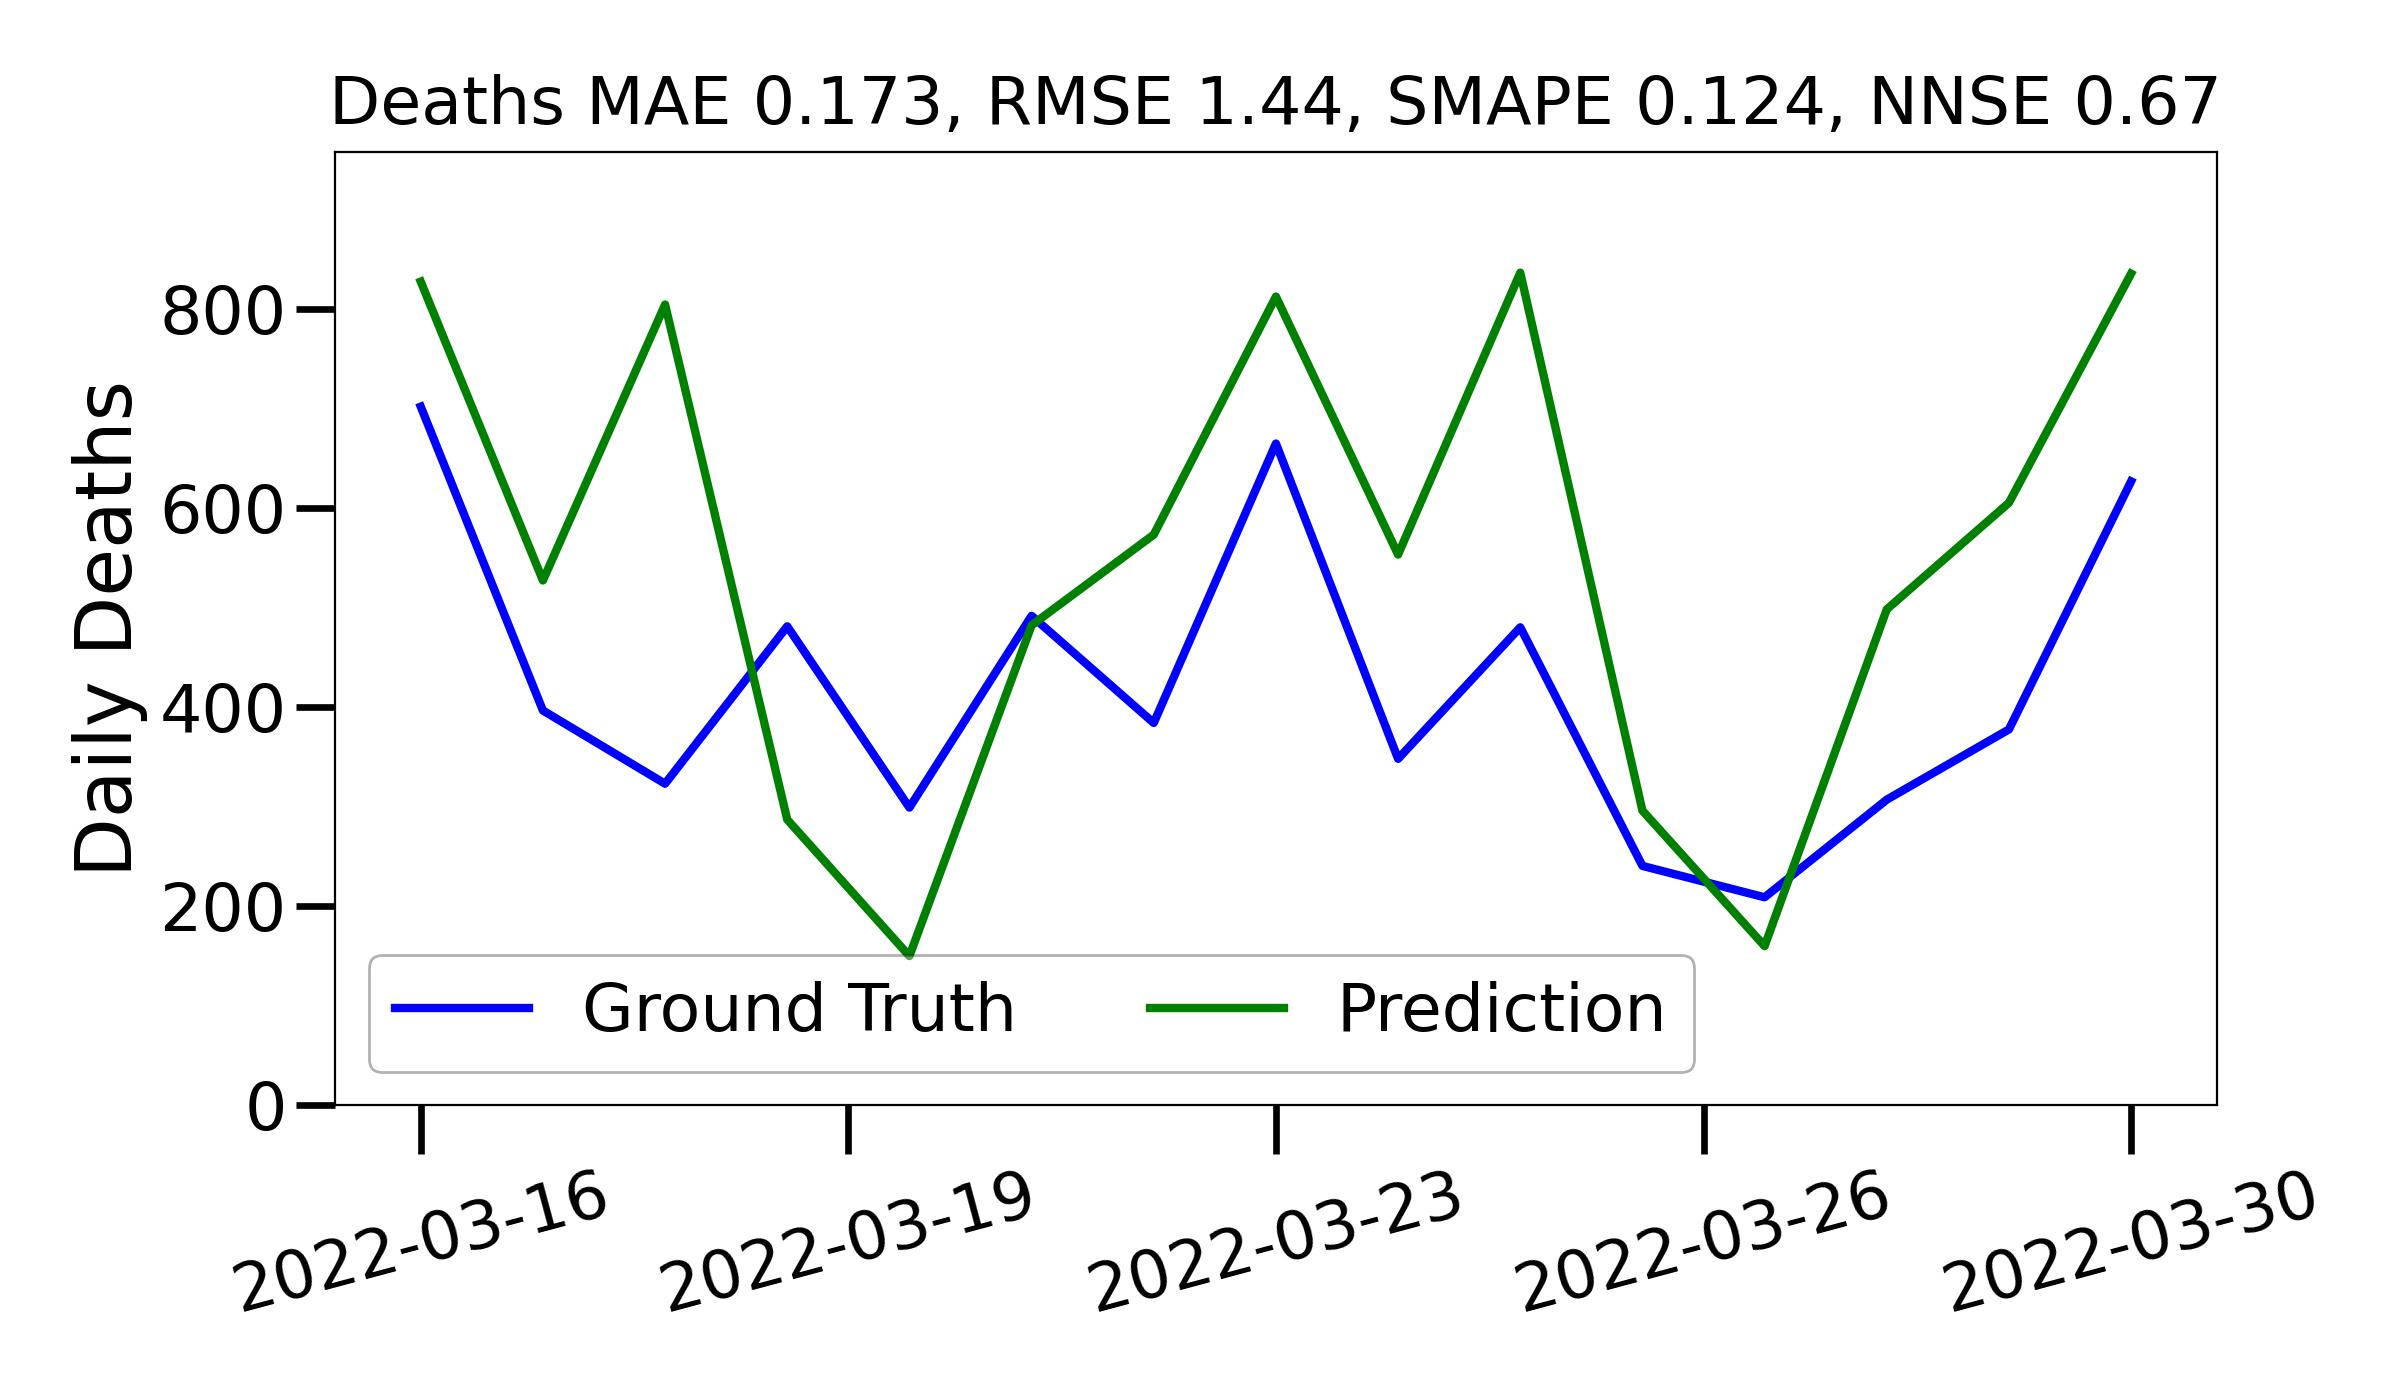 Deaths MAE 0.173, RMSE 1.44, SMAPE 0.124, NNSE 0.67
Daily Deaths
800
600
400
200
0
Ground Truth
Prediction
2022-03-16
2022-03-19
2022-03-23
2022-03-26
2022-03-30